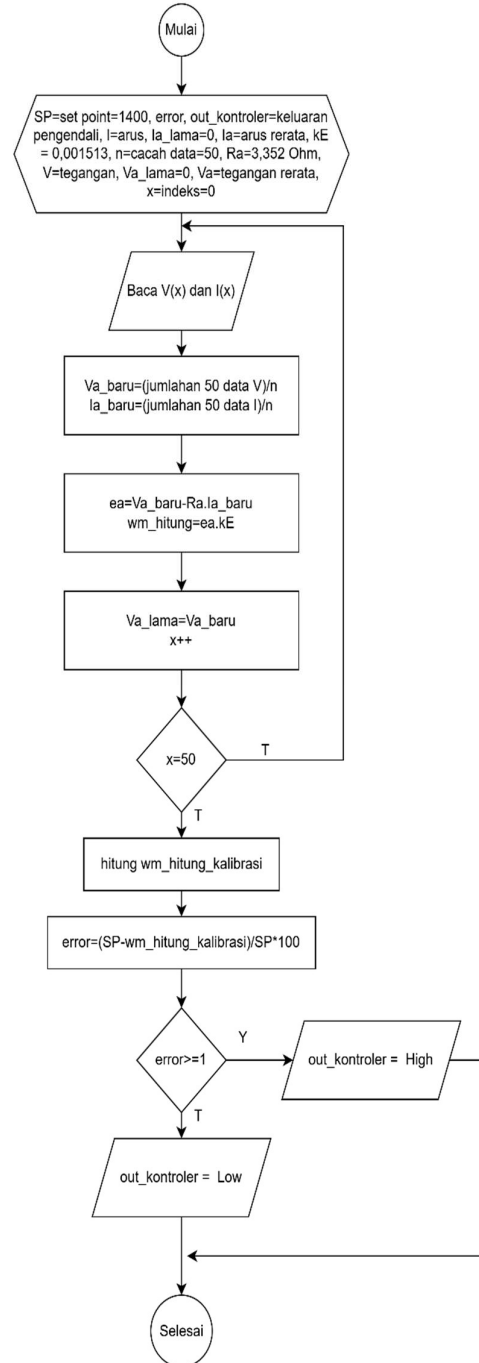 Mulai
SP=set point=1400, error, out_kontroler=keluaran
pengendali, I=arus, Ia_lama=0, Ia=arus rerata, kE
= 0,001513, n=cacah data=50, Ra=3,352 Ohm,
V=tegangan, Va_lama=0, Va=tegangan rerata,
x=indeks=0
Baca V(x) dan I(x)
Va_baru=(jumlahan 50 data V)/n
Ia_baru=(jumlahan 50 data I)/n
ea=Va_baru-Ra.Ia_baru
wm_hitung=ea.kE
Va_lama=Va_baru
x++
x=50
T
T
hitung wm_hitung_kalibrasi
error=(SP-wm_hitung_kalibrasi)/SP*100
error>=1
Y
out_kontroler = High
T
out_kontroler = Low
Selesai